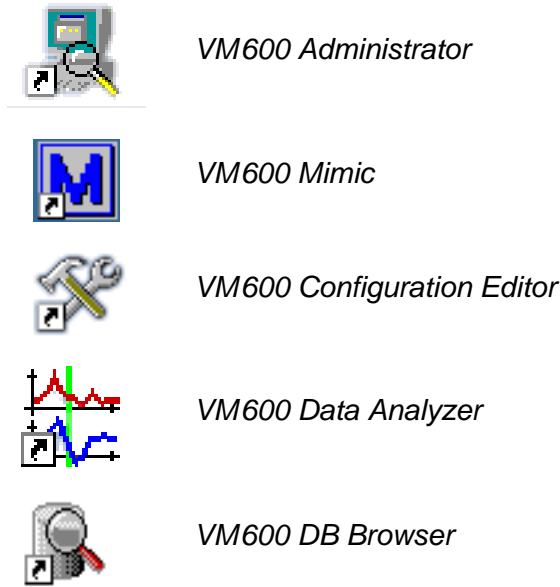 VM600 Administrator
M
VM600 Mimic
VM600 Configuration Editor
VM600 Data Analyzer
VM600 DB Browser